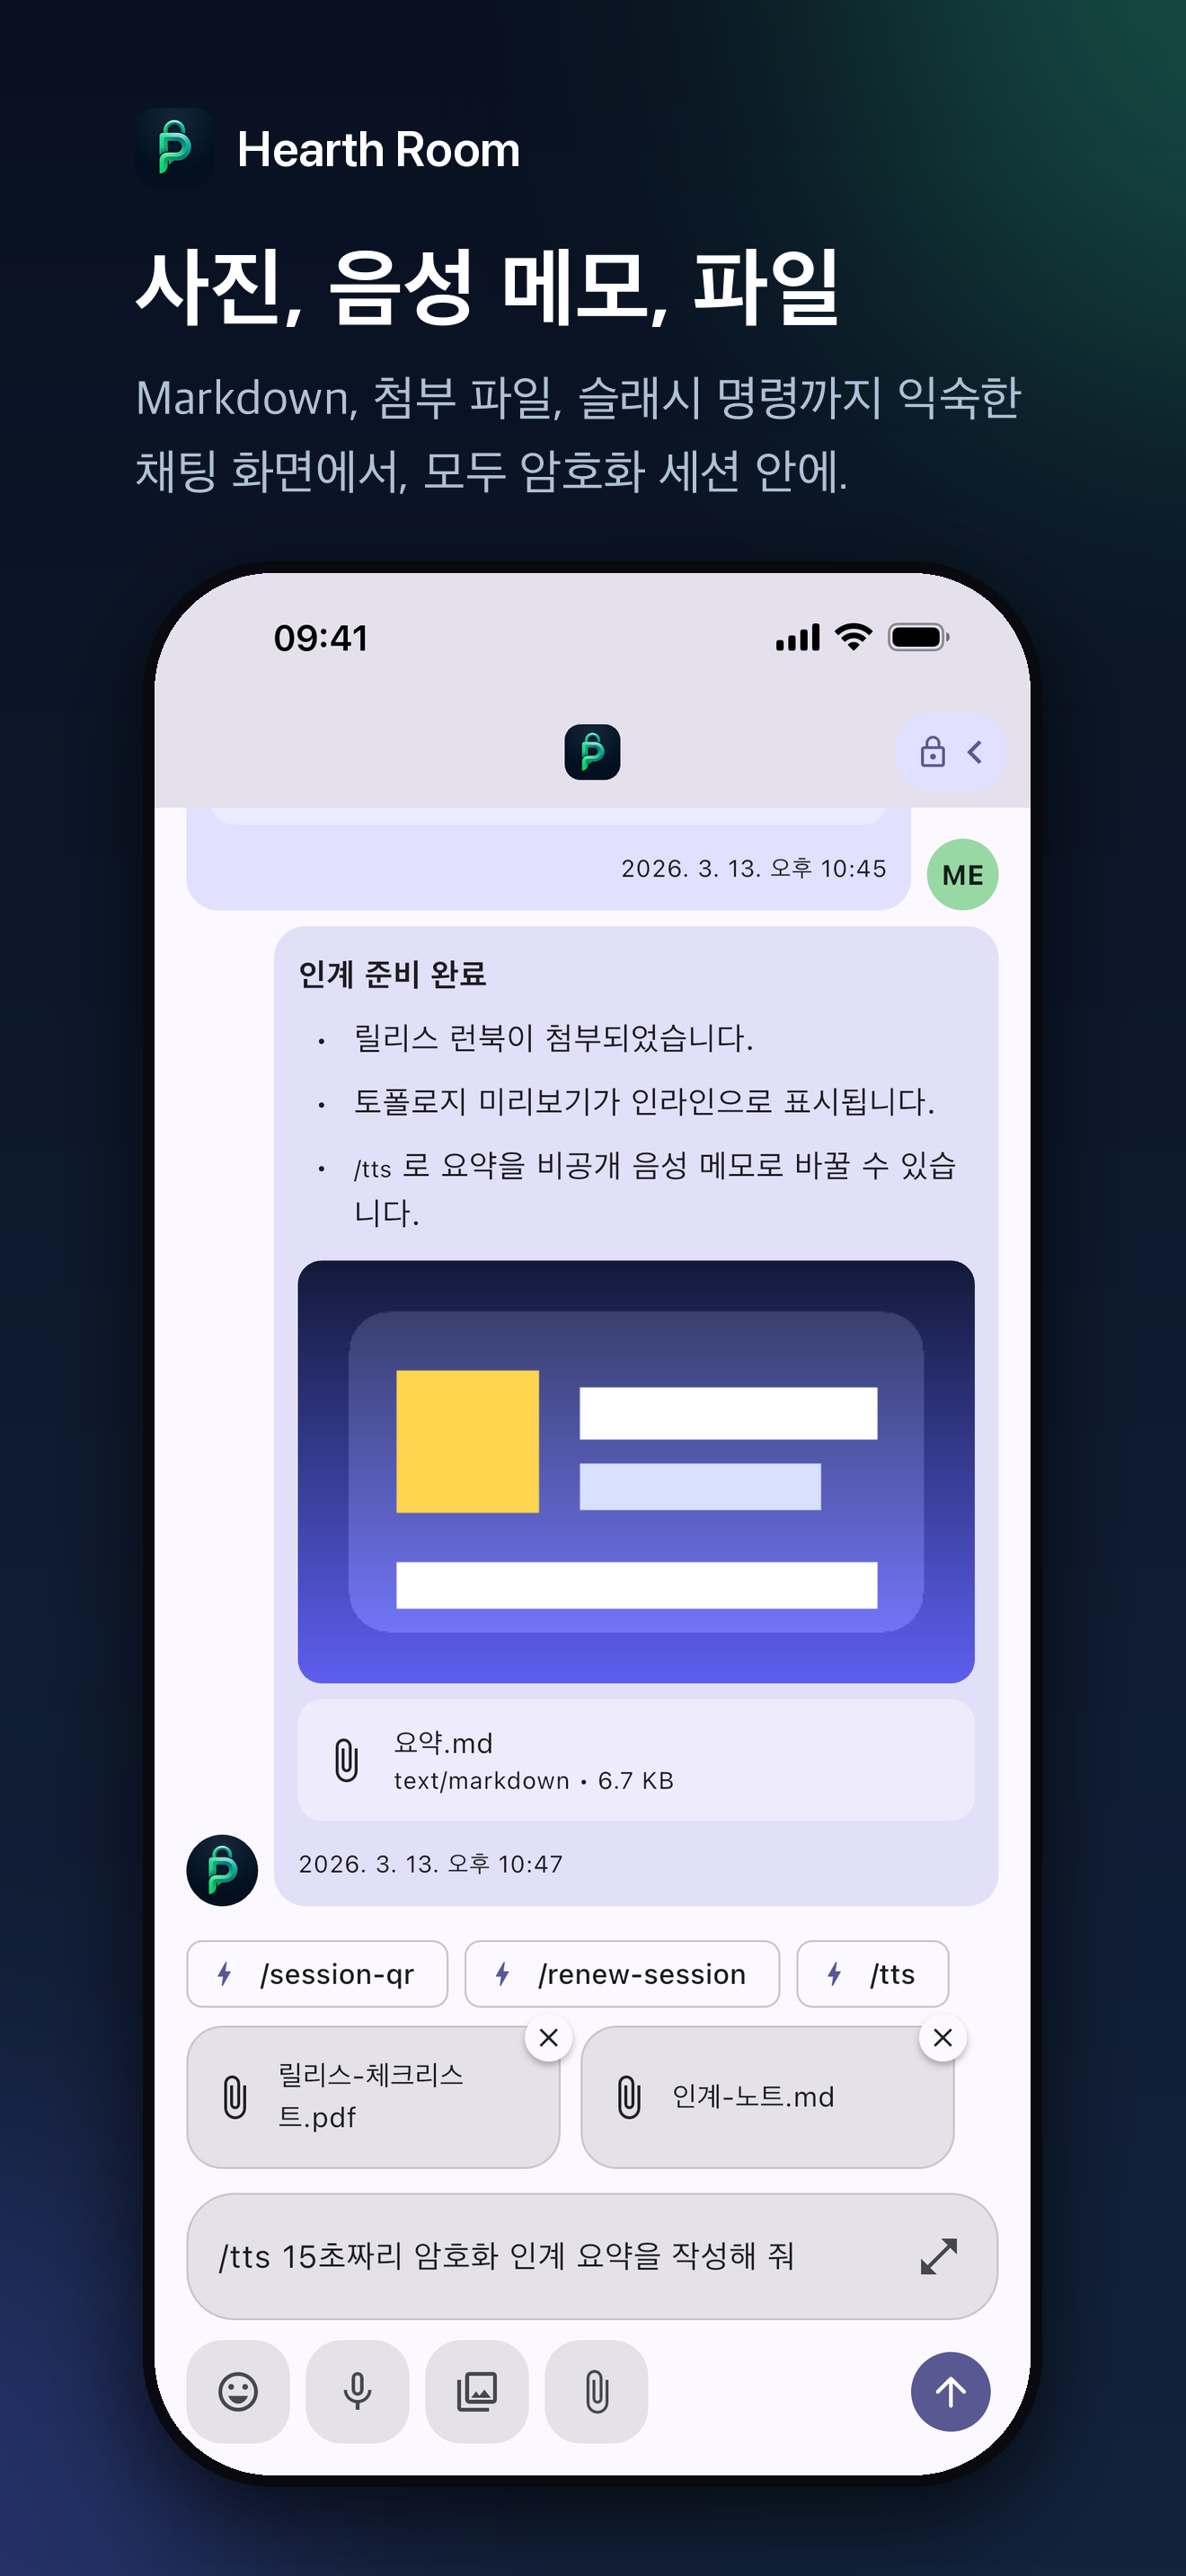 Hearth Room
사진, 음성 메모, 파일
Markdown, 첨부 파일, 슬래시 명령까지 익숙한
채팅 화면에서, 모두 암호화 세션 안에.
09:41
2026. 3. 13. 오후 10:45
ME
인계 준비 완료
• 릴리스 런북이 첨부되었습니다.
• 토폴로지 미리보기가 인라인으로 표시됩니다.
• /tts 로 요약을 비공개 음성 메모로 바꿀 수 있습
니다.
요약.md
text/markdown • 6.7 KB
2026. 3. 13. 오후 10:47
/session-qr
/renew-session
/tts
릴리스-체크리스
트.pdf
인계-노트.md
/tts 15초짜리 암호화 인계 요약을 작성해 줘